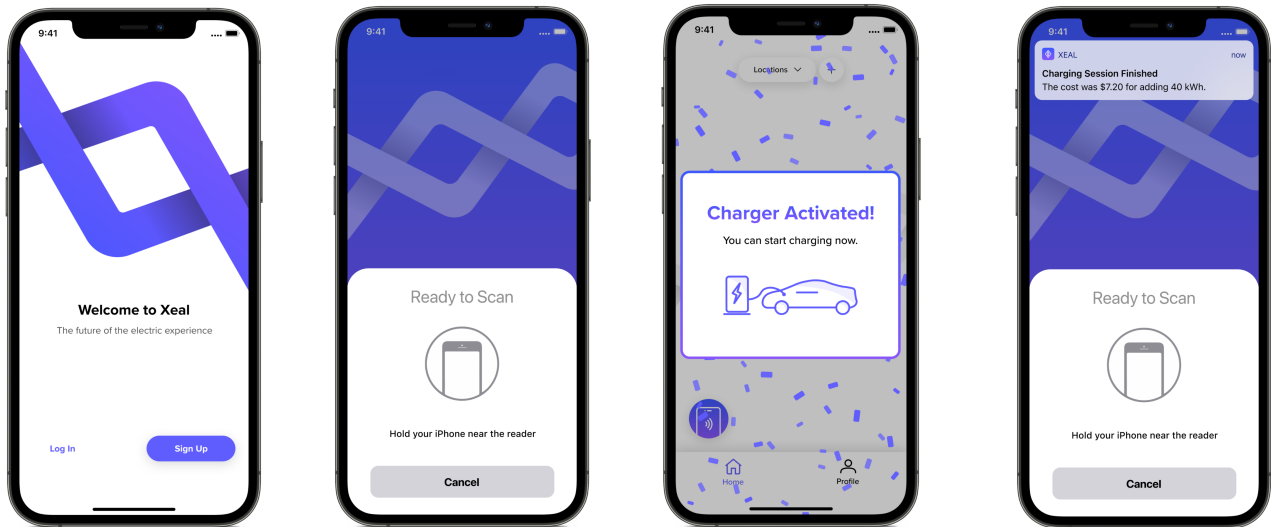 9:41
Welcome to Xeal
The future of the electric experience
Log In
Sign Up
9:41
Ready to Scan
Hold your iPhone near the reader
Cancel
9:41
Locations
Charger Activated!
You can start charging now.
Home
Profile
9:41
XEAL
now
Charging Session Finished
The cost was $7.20 for adding 40 kWh.
Ready to Scan
Hold your iPhone near the reader
Cancel